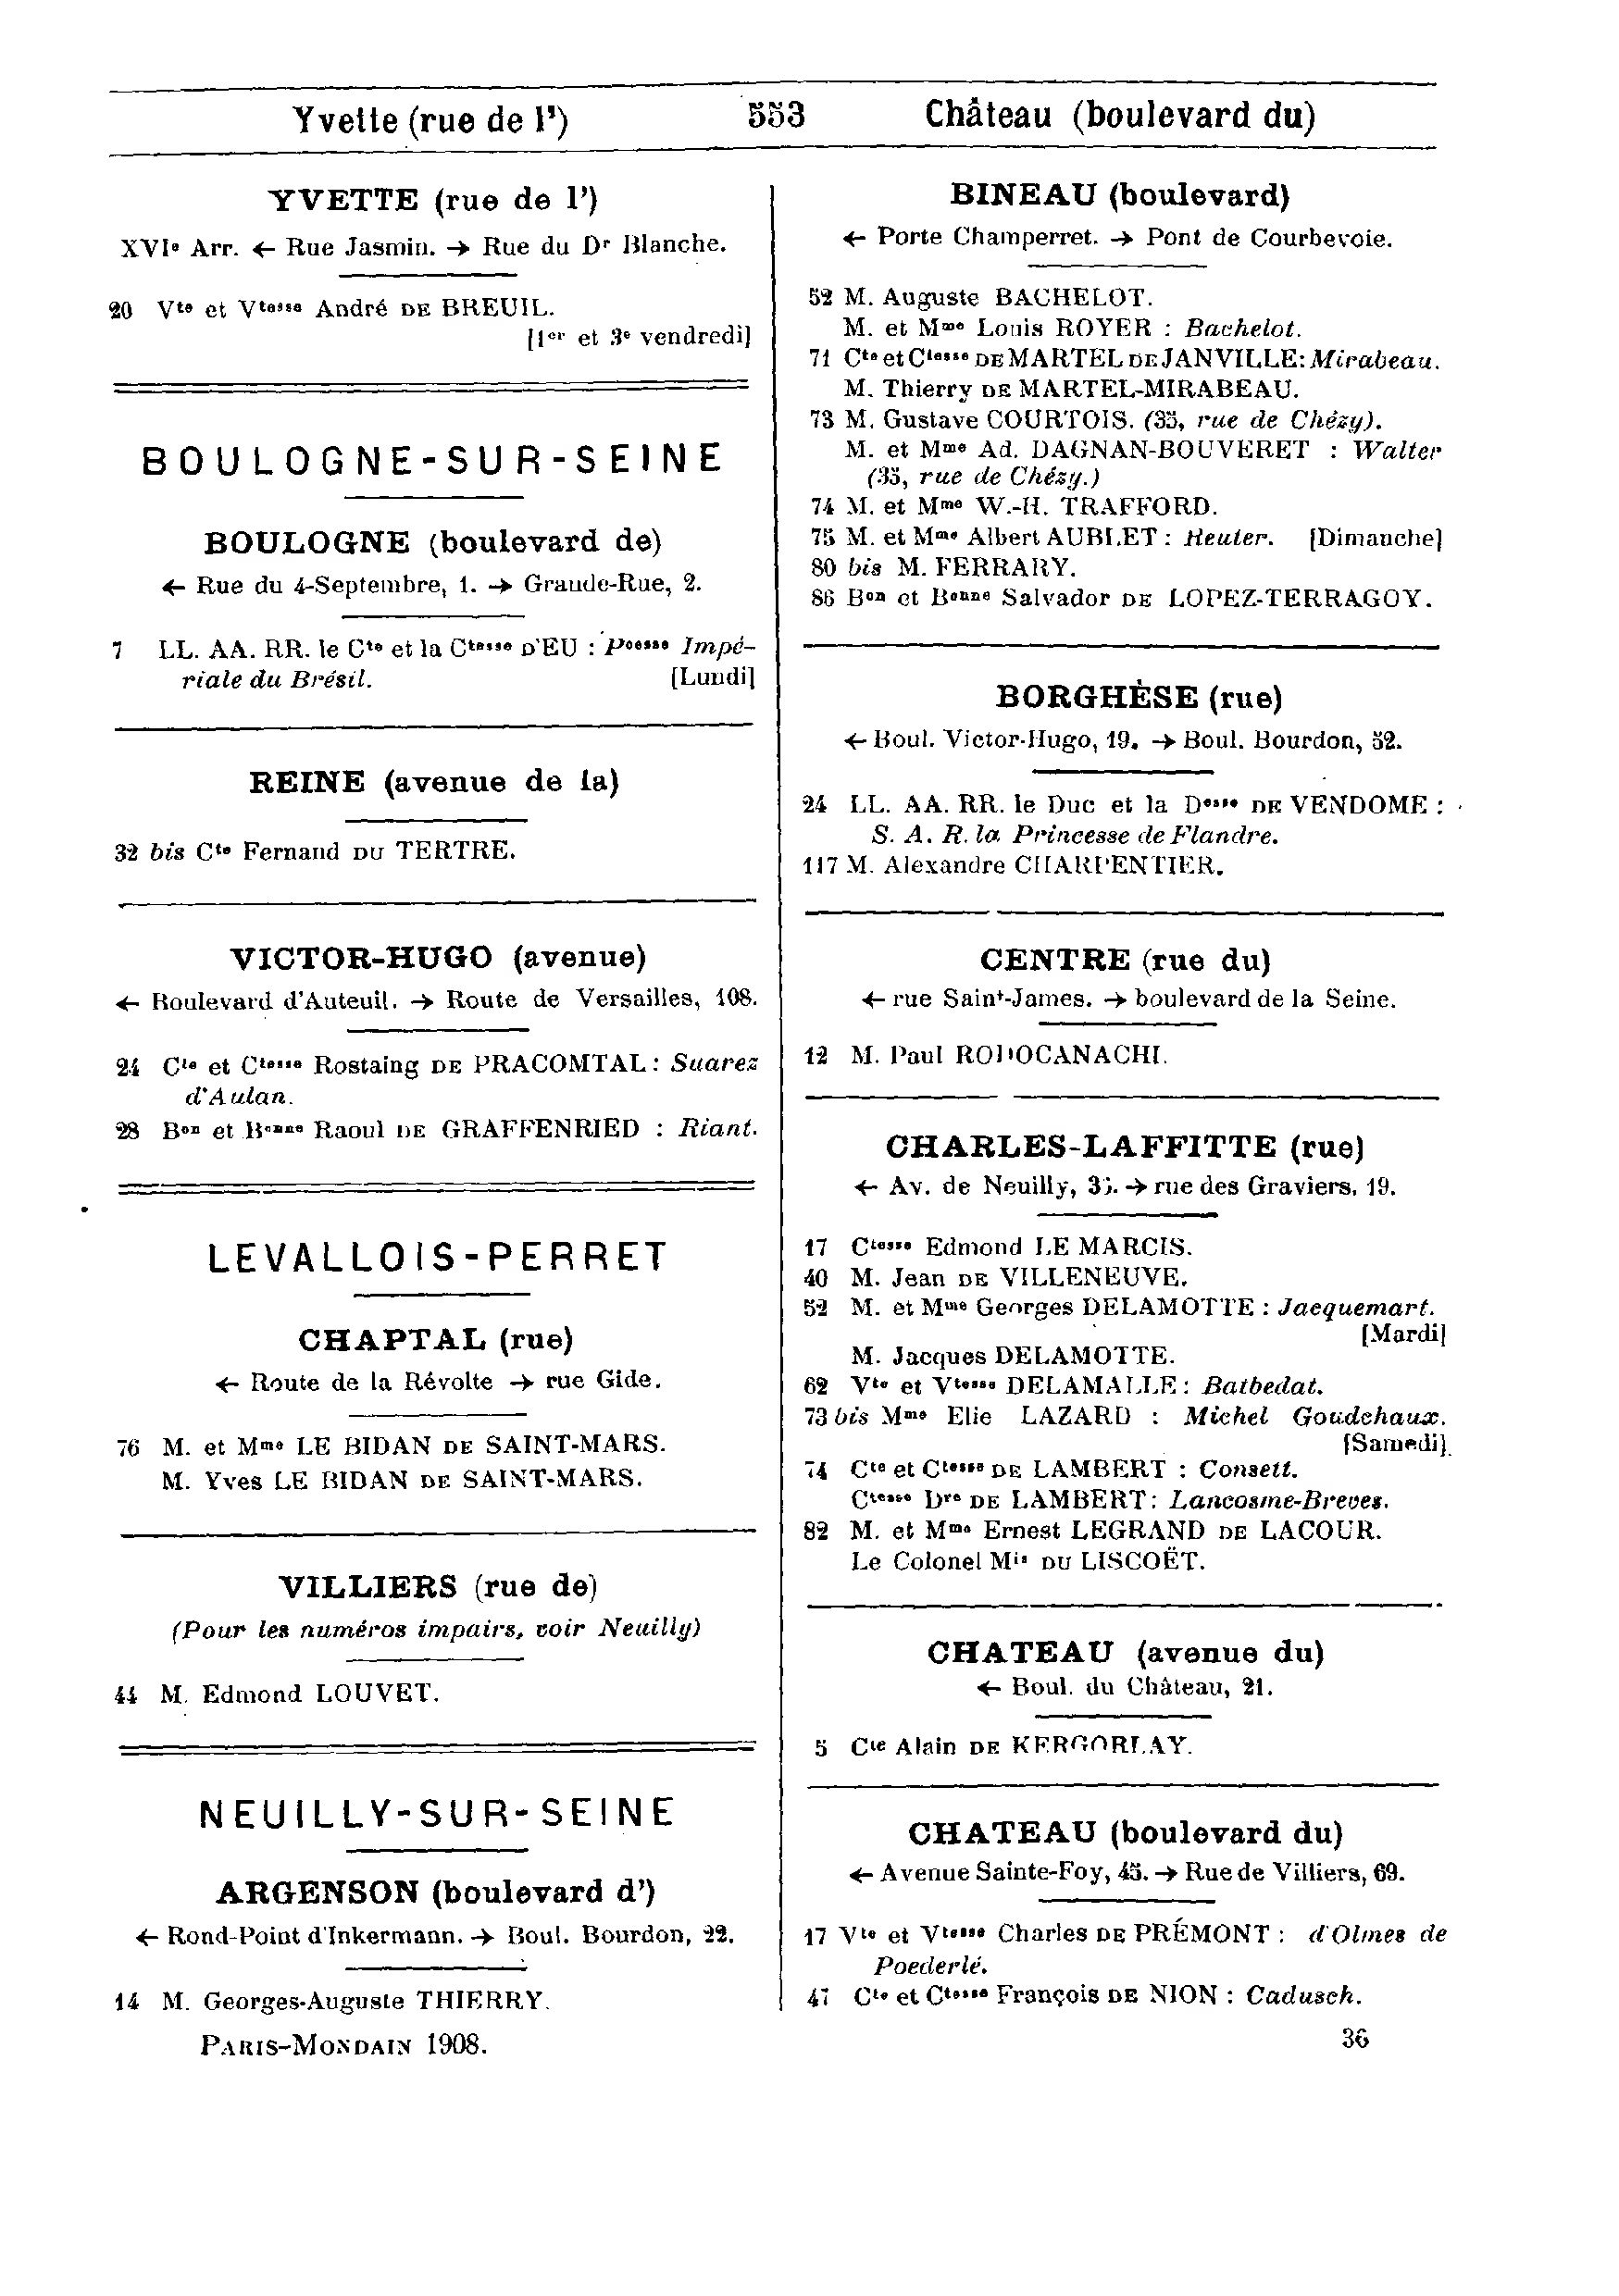 Yvette (rue de l') 553 Château (boulevard du)
YVETTE (rue de l')
XVIe Arr. ← Rue Jasmin. → Rue du Dr Blanche.
20 Vte et Vtesse André DE BREUIL.
[1er et 3e vendredi]
BOULOGNE-SUR-SEINE
BOULOGNE (boulevard de)
← Rue du 4-Septembre, 1. → Grande-Rue, 2.
7 LL. AA. RR. le Cte et la Ctesse D'EU : Pcesse Impé-
riale du Brésil. [Lundi]
REINE (avenue de la)
32 bis Cte Fernand DU TERTRE.
VICTOR-HUGO (avenue)
← Boulevard d'Auteuil. → Route de Versailles, 108.
24 Cte et Ctesse Rostaing DE PRACOMTAL : Suarez
d'Aulan.
28 Bon et Bonne Raoul DE GRAFFENRIED : Riant.
LEVALLOIS-PERRET
CHAPTAL (rue)
← Route de la Révolte → rue Gide.
76 M. et Mme LE BIDAN DE SAINT-MARS.
M. Yves LE BIDAN DE SAINT-MARS.
VILLIERS (rue de)
(Pour les numéros impairs, voir Neuilly)
44 M. Edmond LOUVET.
NEUILLY-SUR-SEINE
ARGENSON (boulevard d')
← Rond-Point d'Inkermann. → Boul. Bourdon, 22.
14 M. Georges-Auguste THIERRY.
PARIS-MONDAIN 1908.
BINEAU (boulevard)
← Porte Champerret. → Pont de Courbevoie.
52 M. Auguste BACHELOT.
M. et Mme Louis ROYER : Bachelot.
71 Cte et Ctesse DE MARTEL DE JANVILLE: Mirabeau.
M. Thierry DE MARTEL-MIRABEAU.
73 M. Gustave COURTOIS. (35, rue de Chézy).
M. et Mme Ad. DAGNAN-BOUVERET : Walter
(35, rue de Chézy.)
74 M. et Mme W.-H. TRAFFORD.
75 M. et Mme Albert AUBLET : Heuter. [Dimanche]
80 bis M. FERRARY.
86 Bon et Bonne Salvador DE LOPEZ-TERRAGOY.
BORGHÈSE (rue)
← Boul. Victor-Hugo, 19. → Boul. Bourdon, 52.
24 LL. AA. RR. le Duc et la Desse DE VENDOME :
S. A. R. la Princesse de Flandre.
117 M. Alexandre CHARPENTIER.
CENTRE (rue du)
← rue Saint-James. → boulevard de la Seine.
12 M. Paul RODOCANACHI.
CHARLES-LAFFITTE (rue)
← Av. de Neuilly, 35. → rue des Graviers, 19.
17 Ctesse Edmond LE MARCIS.
40 M. Jean DE VILLENEUVE.
52 M. et Mme Georges DELAMOTTE : Jacquemart.
[Mardi]
M. Jacques DELAMOTTE.
62 Vte et Vtesse DELAMALLE : Batbedat.
73 bis Mme Elie LAZARD : Michel Goudchaux.
[Samedi]
74 Cte et Ctesse DE LAMBERT : Consett.
Ctesse Dre DE LAMBERT : Lancosme-Breves.
82 M. et Mme Ernest LEGRAND DE LACOUR.
Le Colonel Mis DU LISCOËT.
CHATEAU (avenue du)
← Boul. du Château, 21.
5 Cte Alain DE KERGORLAY.
CHATEAU (boulevard du)
← Avenue Sainte-Foy, 45. → Rue de Villiers, 69.
17 Vte et Vtesse Charles DE PRÉMONT : d'Olmes de
Poederlé.
47 Cte et Ctesse François DE NION : Cadusch.
36